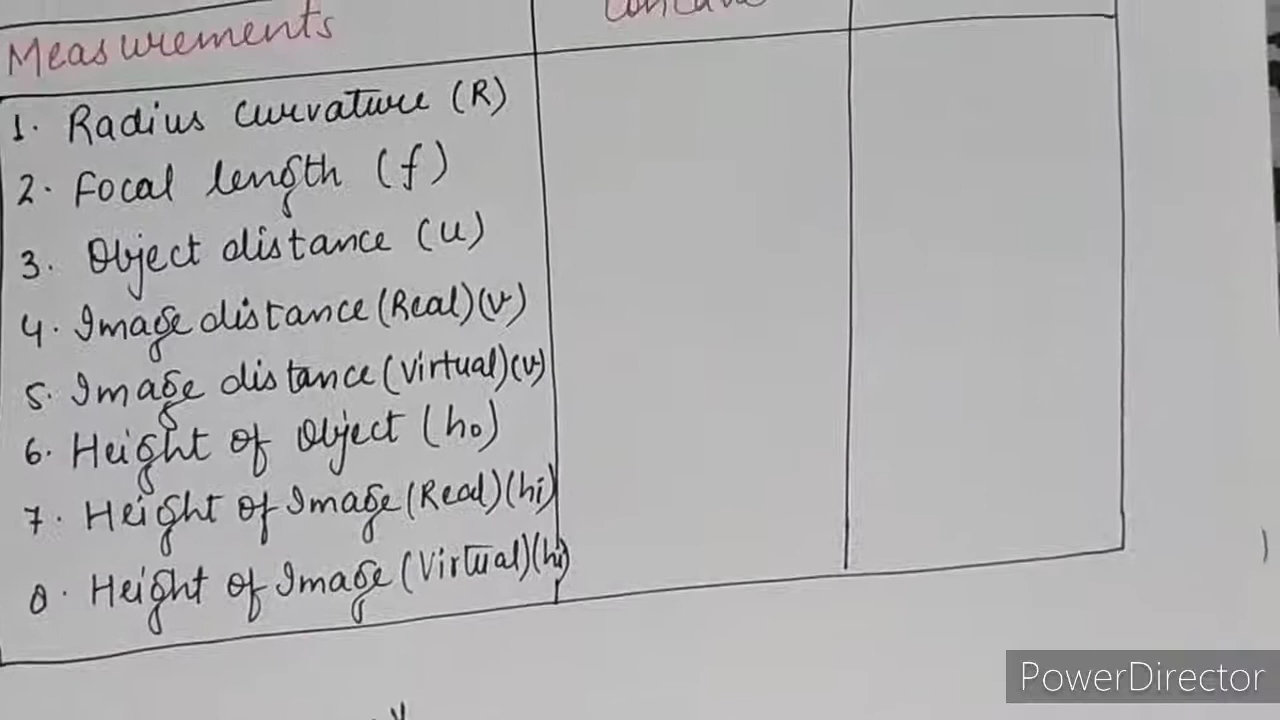 Measurements
1. Radius curvature (R)
2. Focal length (f)
3. Object distance (u)
4. Image distance (Real) (v)
5. Image distance (Virtual) (v)
6. Height of Object (ho)
7. Height of Image (Real) (hi)
8. Height of Image (Virtual) (hi)
PowerDirector